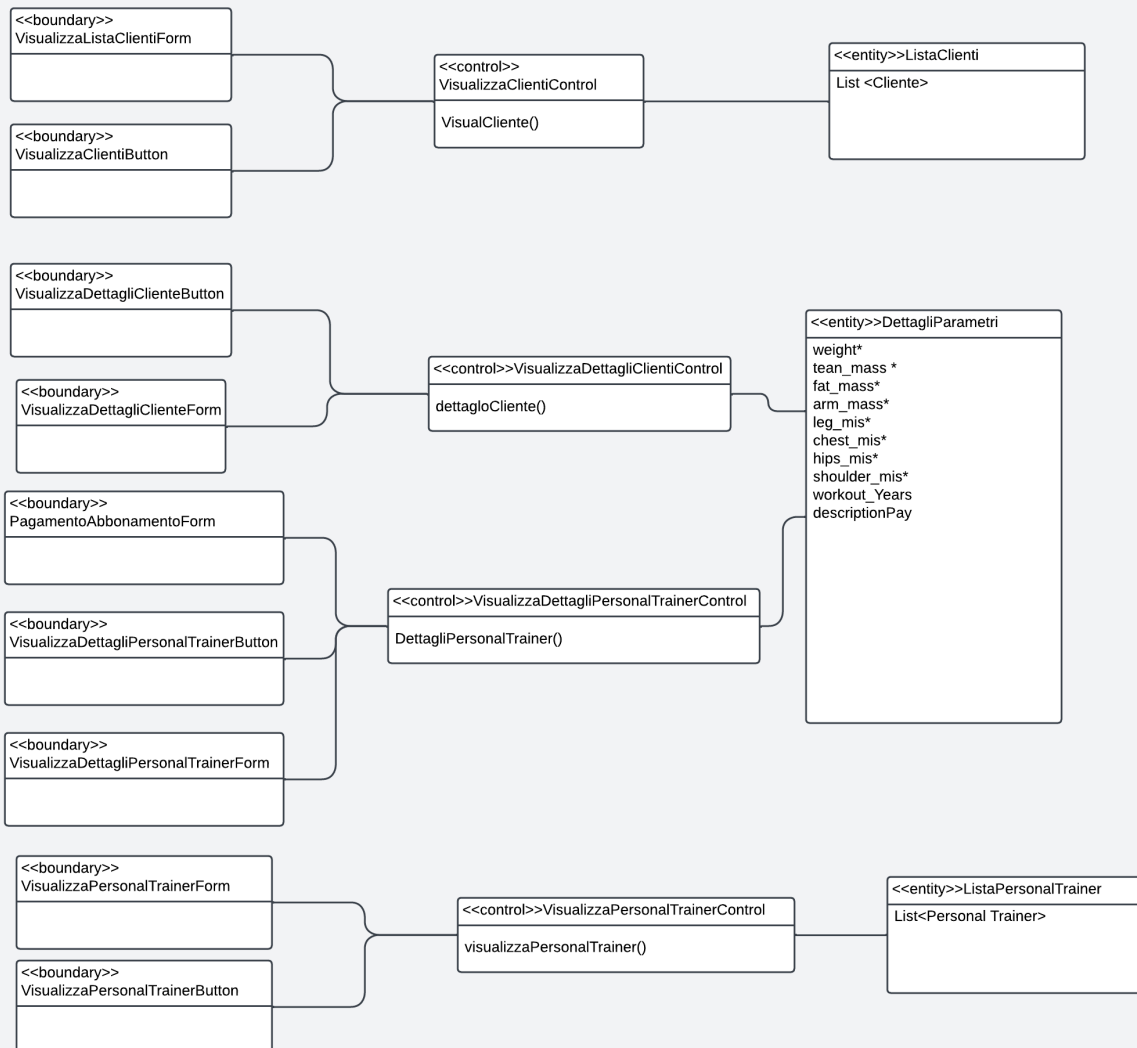 <<boundary>>
VisualizzaListaClientiForm
<<control>>
VisualizzaClientiControl
VisualCliente()
<<entity>>ListaClienti
List <Cliente>
<<boundary>>
VisualizzaClientiButton
<<boundary>>
VisualizzaDettagliClienteButton
<<boundary>>
VisualizzaDettagliClienteForm
<<control>>VisualizzaDettagliClientiControl
dettagloCliente()
<<entity>>DettagliParametri
weight*
tean_mass *
fat_mass*
arm_mass*
leg_mis*
chest_mis*
hips_mis*
shoulder_mis*
workout_Years
descriptionPay
<<boundary>>
PagamentoAbbonamentoForm
<<boundary>>
VisualizzaDettagliPersonalTrainerButton
<<boundary>>
VisualizzaDettagliPersonalTrainerForm
<<control>>VisualizzaDettagliPersonalTrainerControl
DettagliPersonalTrainer()
<<boundary>>
VisualizzaPersonalTrainerForm
<<boundary>>
VisualizzaPersonalTrainerButton
<<control>>VisualizzaPersonalTrainerControl
visualizzaPersonalTrainer()
<<entity>>ListaPersonalTrainer
List<Personal Trainer>